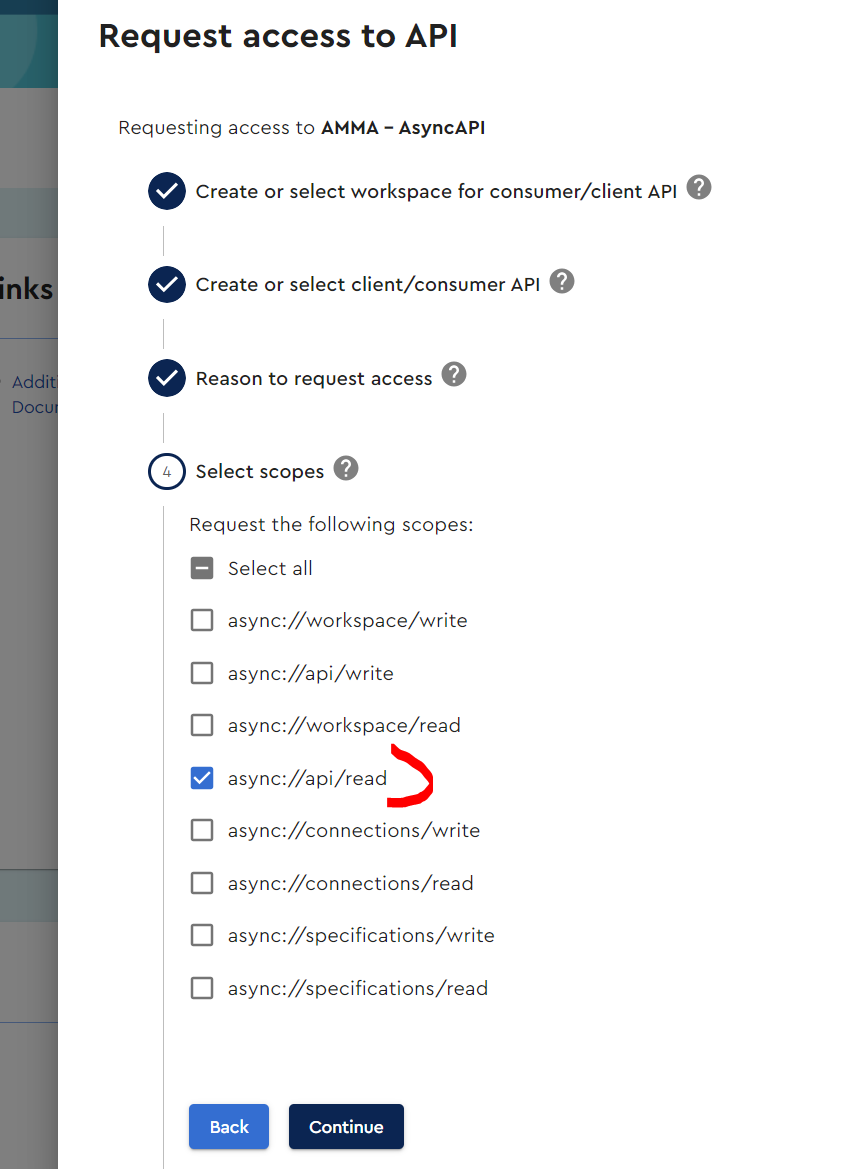 Request access to API
Requesting access to AMMA – AsyncAPI
Create or select workspace for consumer/client API ?
Create or select client/consumer API ?
inks
Reason to request access ?
Additi
Docur
4 Select scopes ?
Request the following scopes:
Select all
async://workspace/write
async://api/write
async://workspace/read
async://api/read
async://connections/write
async://connections/read
async://specifications/write
async://specifications/read
Back Continue